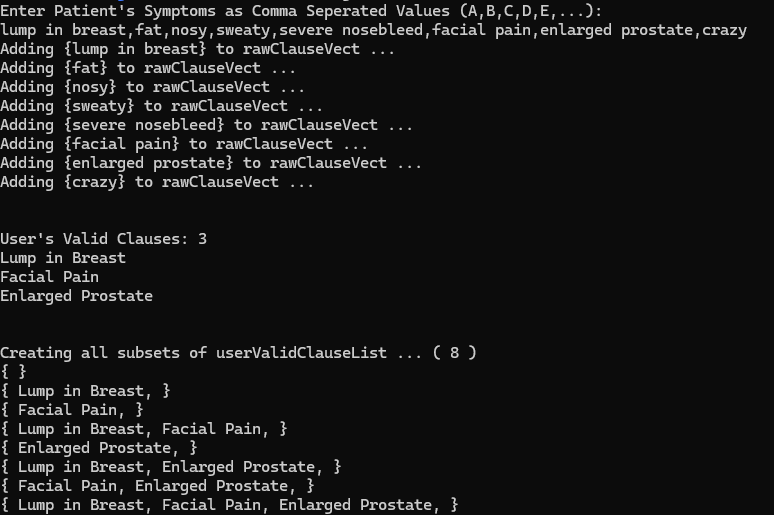 Enter Patient's Symptoms as Comma Seperated Values (A,B,C,D,E,...):
lump in breast,fat,nosy,sweaty,severe nosebleed,facial pain,enlarged prostate,crazy
Adding {lump in breast} to rawClauseVect ...
Adding {fat} to rawClauseVect ...
Adding {nosy} to rawClauseVect ...
Adding {sweaty} to rawClauseVect ...
Adding {severe nosebleed} to rawClauseVect ...
Adding {facial pain} to rawClauseVect ...
Adding {enlarged prostate} to rawClauseVect ...
Adding {crazy} to rawClauseVect ...
User's Valid Clauses: 3
Lump in Breast
Facial Pain
Enlarged Prostate
Creating all subsets of userValidClauseList ... ( 8 )
{ }
{ Lump in Breast, }
{ Facial Pain, }
{ Lump in Breast, Facial Pain, }
{ Enlarged Prostate, }
{ Lump in Breast, Enlarged Prostate, }
{ Facial Pain, Enlarged Prostate, }
{ Lump in Breast, Facial Pain, Enlarged Prostate, }